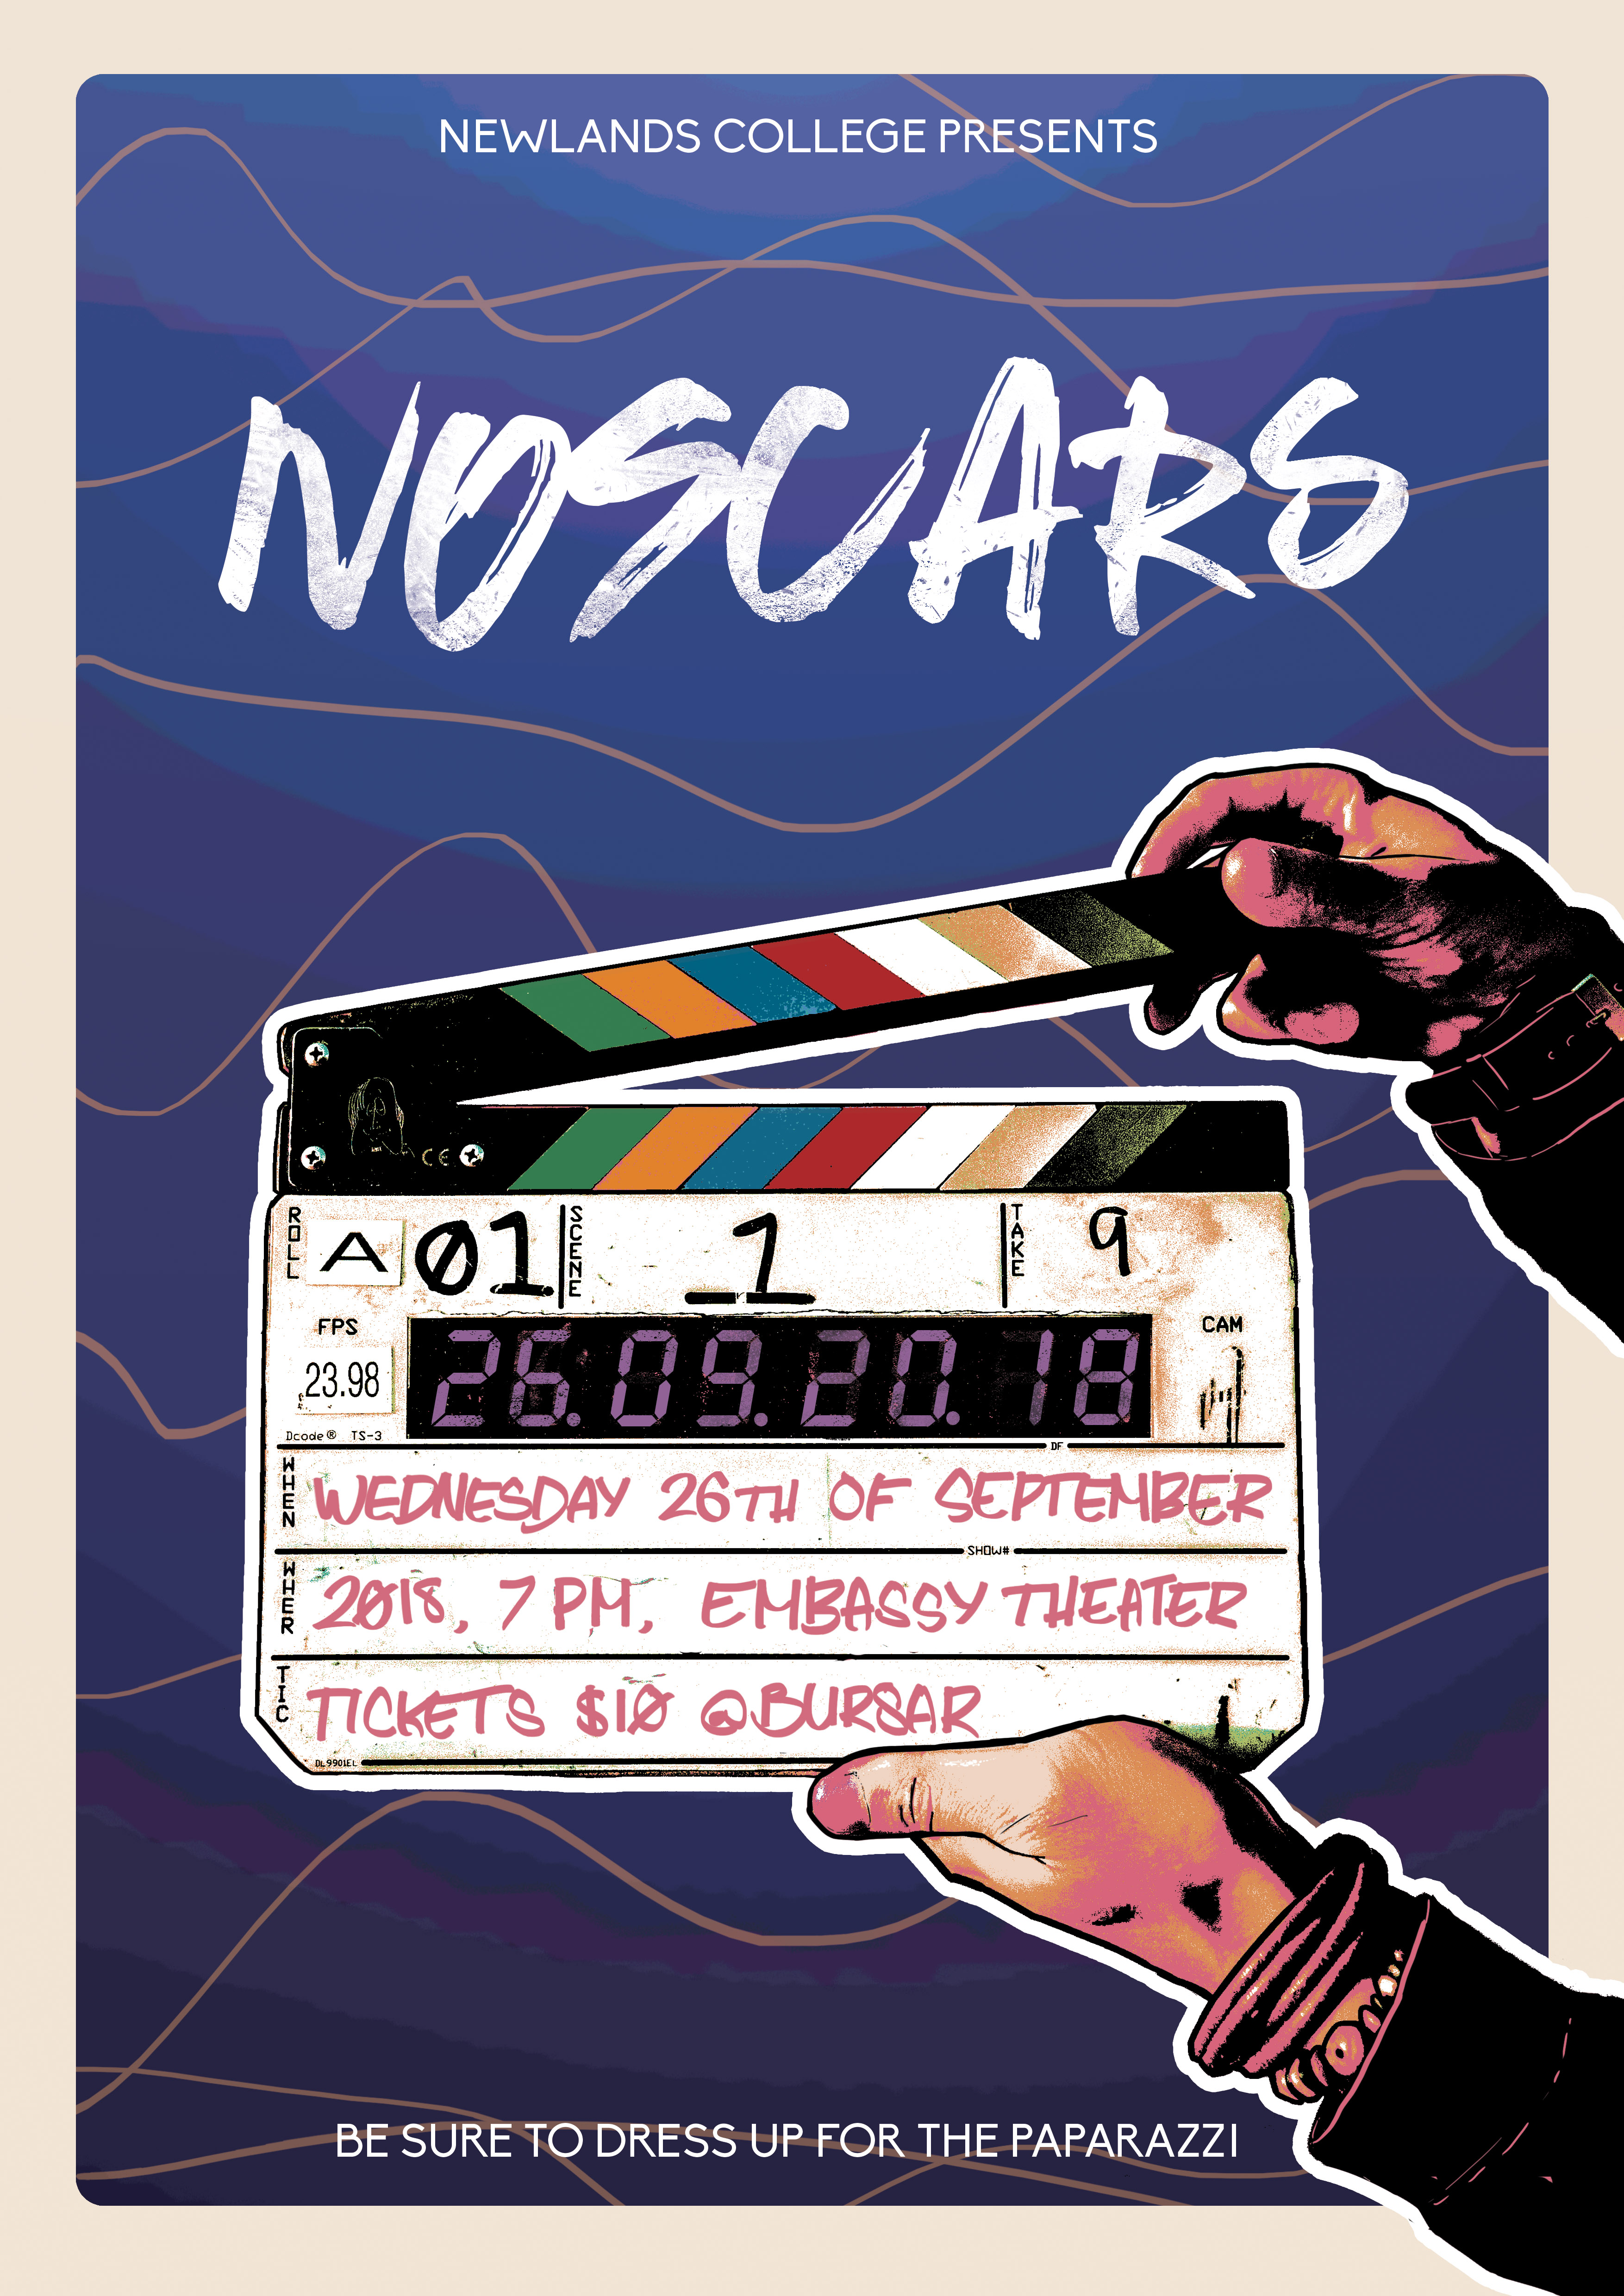 NEWLANDS COLLEGE PRESENTS
NOSCARS
CE
ROLL A 01 SCENE 1 TAKE 9
FPS CAM
23.98 26.09.20.18
Dcode® TS-3 DF
WHEN WEDNESDAY 26TH OF SEPTEMBER
SHOW#
WHER 2018, 7 PM, EMBASSY THEATER
TIC TICKETS $10 @BURSAR
DL9901EL
BE SURE TO DRESS UP FOR THE PAPARAZZI